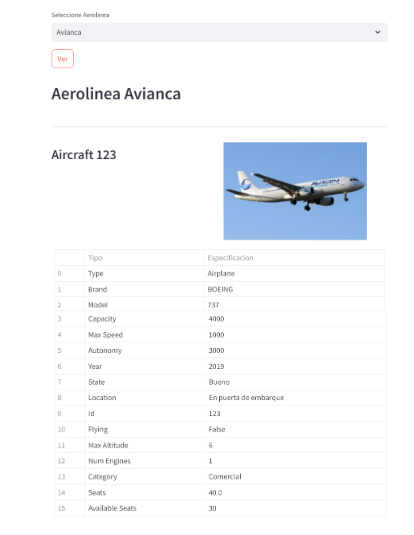 Seleccione Aerolinea
Avianca
Ver
Aerolinea Avianca
Aircraft 123
AVION
Tipo Especificacion
0 Type Airplane
1 Brand BOEING
2 Model 737
3 Capacity 4000
4 Max Speed 1000
5 Autonomy 3000
6 Year 2019
7 State Bueno
8 Location En puerta de embarque
9 Id 123
10 Flying False
11 Max Altitude 6
12 Num Engines 1
13 Category Comercial
14 Seats 40.0
15 Available Seats 30